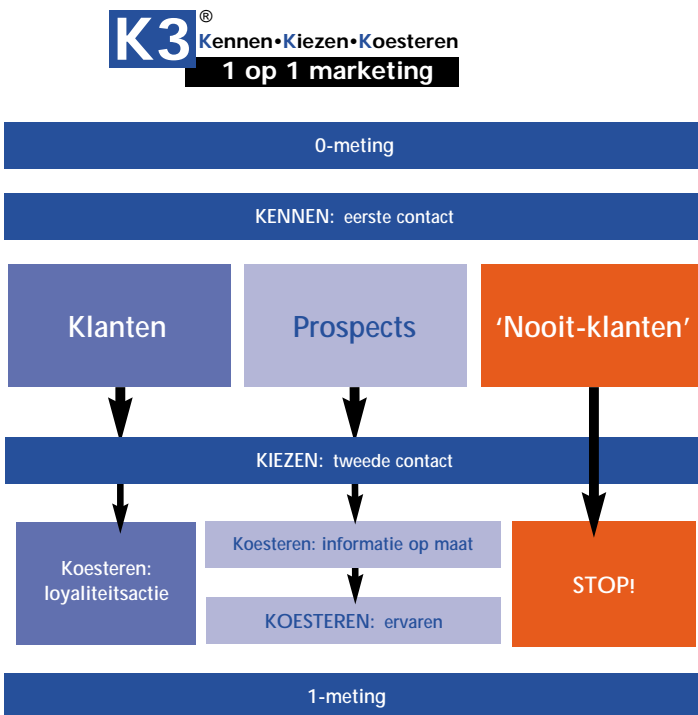 K3®
Kennen•Kiezen•Koesteren
1 op 1 marketing
0-meting
KENNEN: eerste contact
Klanten
Prospects
'Nooit-klanten'
KIEZEN: tweede contact
Koesteren:
loyaliteitsactie
Koesteren: informatie op maat
KOESTEREN: ervaren
STOP!
1-meting